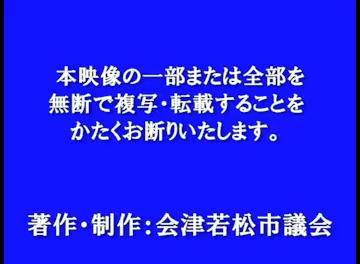 本映像の一部または全部を
無断で複写・転載することを
かたくお断りいたします。
著作・制作：会津若松市議会